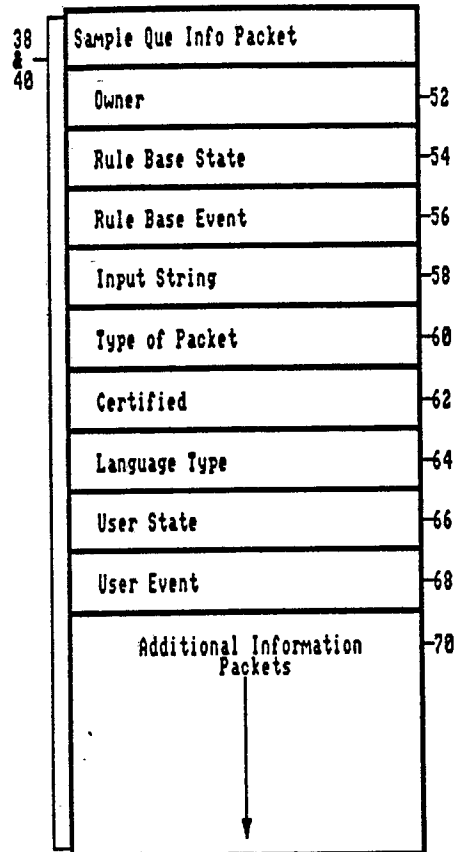 38
&
40
Sample Que Info Packet
Owner
52
Rule Base State
54
Rule Base Event
56
Input String
58
Type of Packet
60
Certified
62
Language Type
64
User State
66
User Event
68
Additional Information
Packets
70